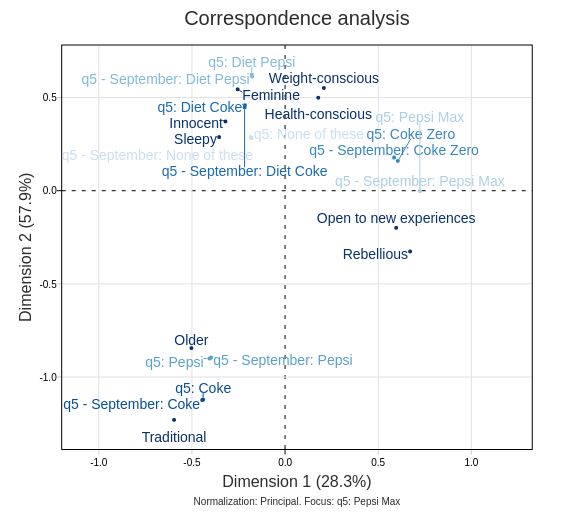 Correspondence analysis
q5: Diet Pepsi
q5 - September: Diet Pepsi
Weight-conscious
Feminine
q5: Diet Coke
Health-conscious
Innocent
q5: Pepsi Max
Sleepy
q5: None of these
q5: Coke Zero
q5 - September: None of these
q5 - September: Coke Zero
q5 - September: Diet Coke
q5 - September: Pepsi Max
Open to new experiences
Rebellious
Older
q5: Pepsi
q5 - September: Pepsi
q5: Coke
q5 - September: Coke
Traditional
0.5
0.0
-0.5
-1.0
Dimension 2 (57.9%)
-1.0
-0.5
0.0
0.5
1.0
Dimension 1 (28.3%)
Normalization: Principal. Focus: q5: Pepsi Max